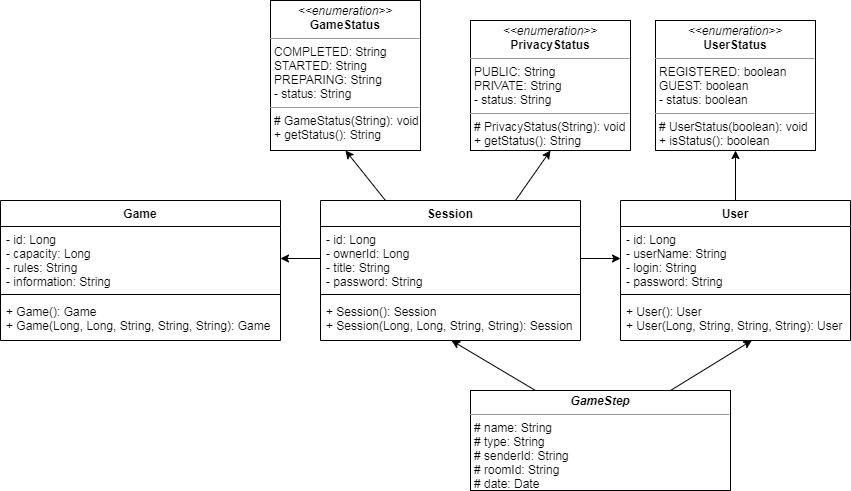 <<enumeration>>
GameStatus
COMPLETED: String
STARTED: String
PREPARING: String
- status: String
# GameStatus(String): void
+ getStatus(): String
<<enumeration>>
PrivacyStatus
PUBLIC: String
PRIVATE: String
- status: String
# PrivacyStatus(String): void
+ getStatus(): String
<<enumeration>>
UserStatus
REGISTERED: boolean
GUEST: boolean
- status: boolean
# UserStatus(boolean): void
+ isStatus(): boolean
Game
- id: Long
- capacity: Long
- rules: String
- information: String
+ Game(): Game
+ Game(Long, Long, String, String, String): Game
Session
- id: Long
- ownerId: Long
- title: String
- password: String
+ Session(): Session
+ Session(Long, Long, String, String): Session
User
- id: Long
- userName: String
- login: String
- password: String
+ User(): User
+ User(Long, String, String, String): User
GameStep
# name: String
# type: String
# senderId: String
# roomId: String
# date: Date